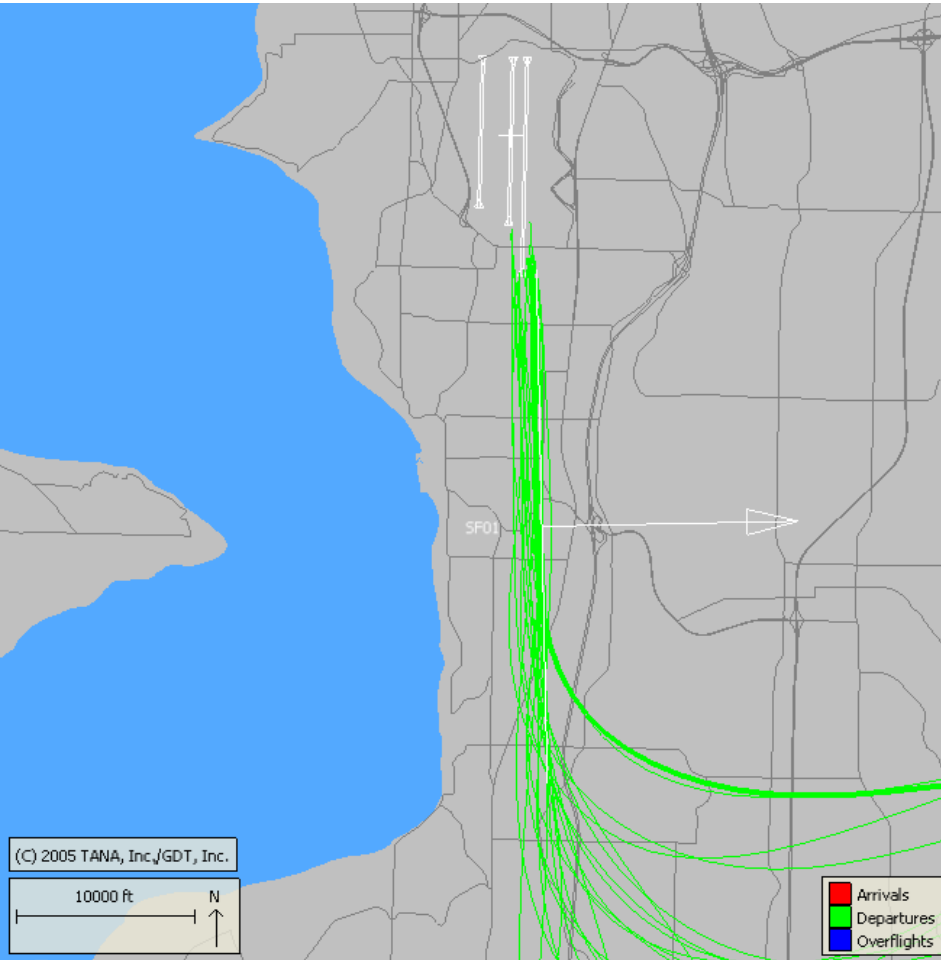 SF01
(C) 2005 TANA, Inc./GDT, Inc.
10000 ft
N
Arrivals
Departures
Overflights